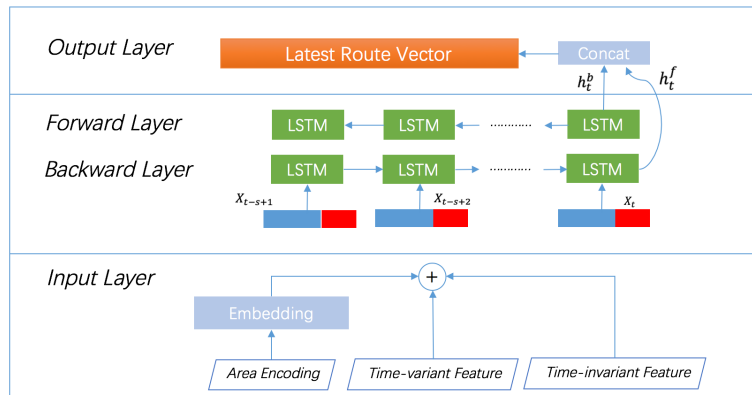 Output Layer
Latest Route Vector
Concat
h_t^b
h_t^f
Forward Layer
LSTM
LSTM
............
LSTM
Backward Layer
LSTM
LSTM
............
LSTM
X_{t-s+1}
X_{t-s+2}
X_t
Input Layer
+
Embedding
Area Encoding
Time-variant Feature
Time-invariant Feature